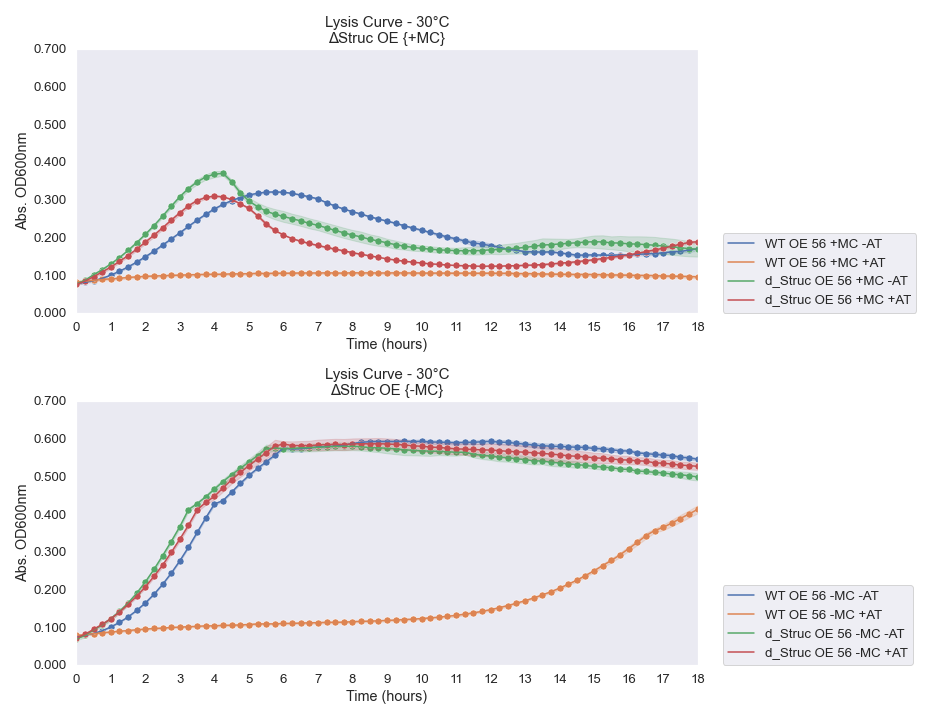 Lysis Curve - 30°C
ΔStruc OE {+MC}
0.700
0.600
0.500
0.400
0.300
0.200
0.100
0.000
Abs. OD600nm
0 1 2 3 4 5 6 7 8 9 10 11 12 13 14 15 16 17 18
Time (hours)
WT OE 56 +MC -AT
WT OE 56 +MC +AT
d_Struc OE 56 +MC -AT
d_Struc OE 56 +MC +AT
Lysis Curve - 30°C
ΔStruc OE {-MC}
0.700
0.600
0.500
0.400
0.300
0.200
0.100
0.000
Abs. OD600nm
0 1 2 3 4 5 6 7 8 9 10 11 12 13 14 15 16 17 18
Time (hours)
WT OE 56 -MC -AT
WT OE 56 -MC +AT
d_Struc OE 56 -MC -AT
d_Struc OE 56 -MC +AT